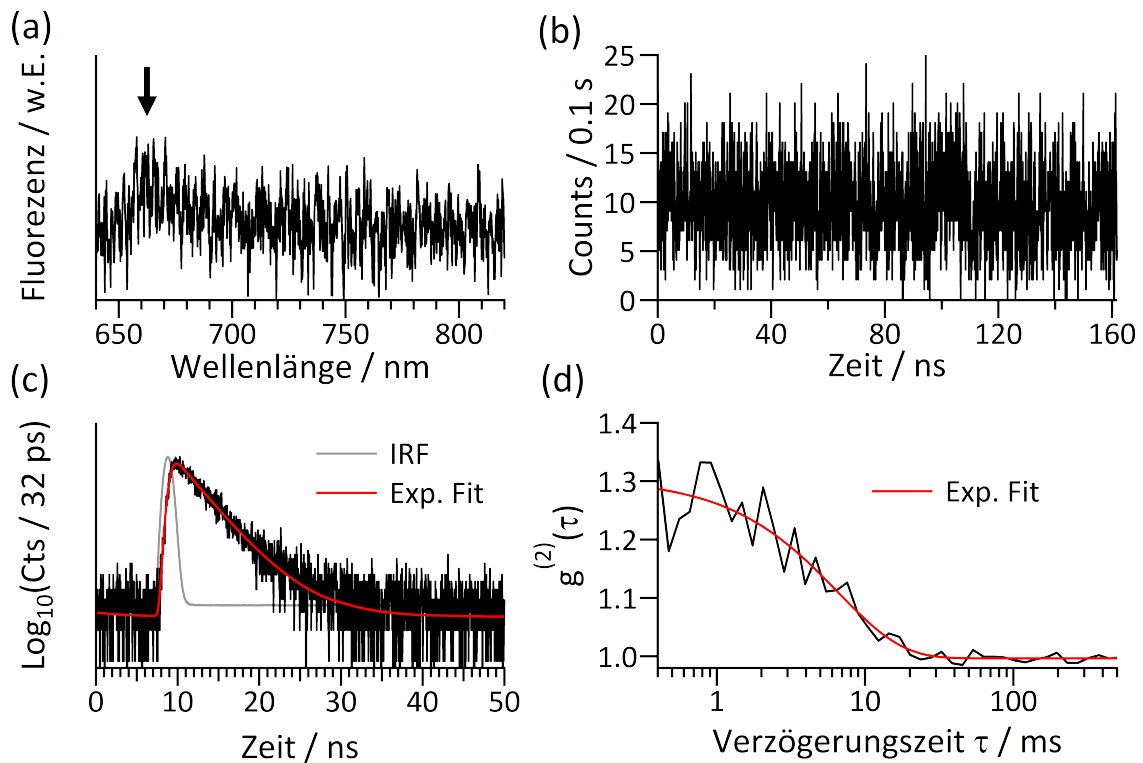 (a)
Fluorezenz / w.E.
650 700 750 800
Wellenlänge / nm
(b)
Counts / 0.1 s
25
20
15
10
5
0
0 40 80 120 160
Zeit / ns
(c)
Log10(Cts / 32 ps)
IRF
Exp. Fit
0 10 20 30 40 50
Zeit / ns
(d)
g(2)(τ)
1.4
1.3
1.2
1.1
1.0
Exp. Fit
1 10 100
Verzögerungszeit τ / ms